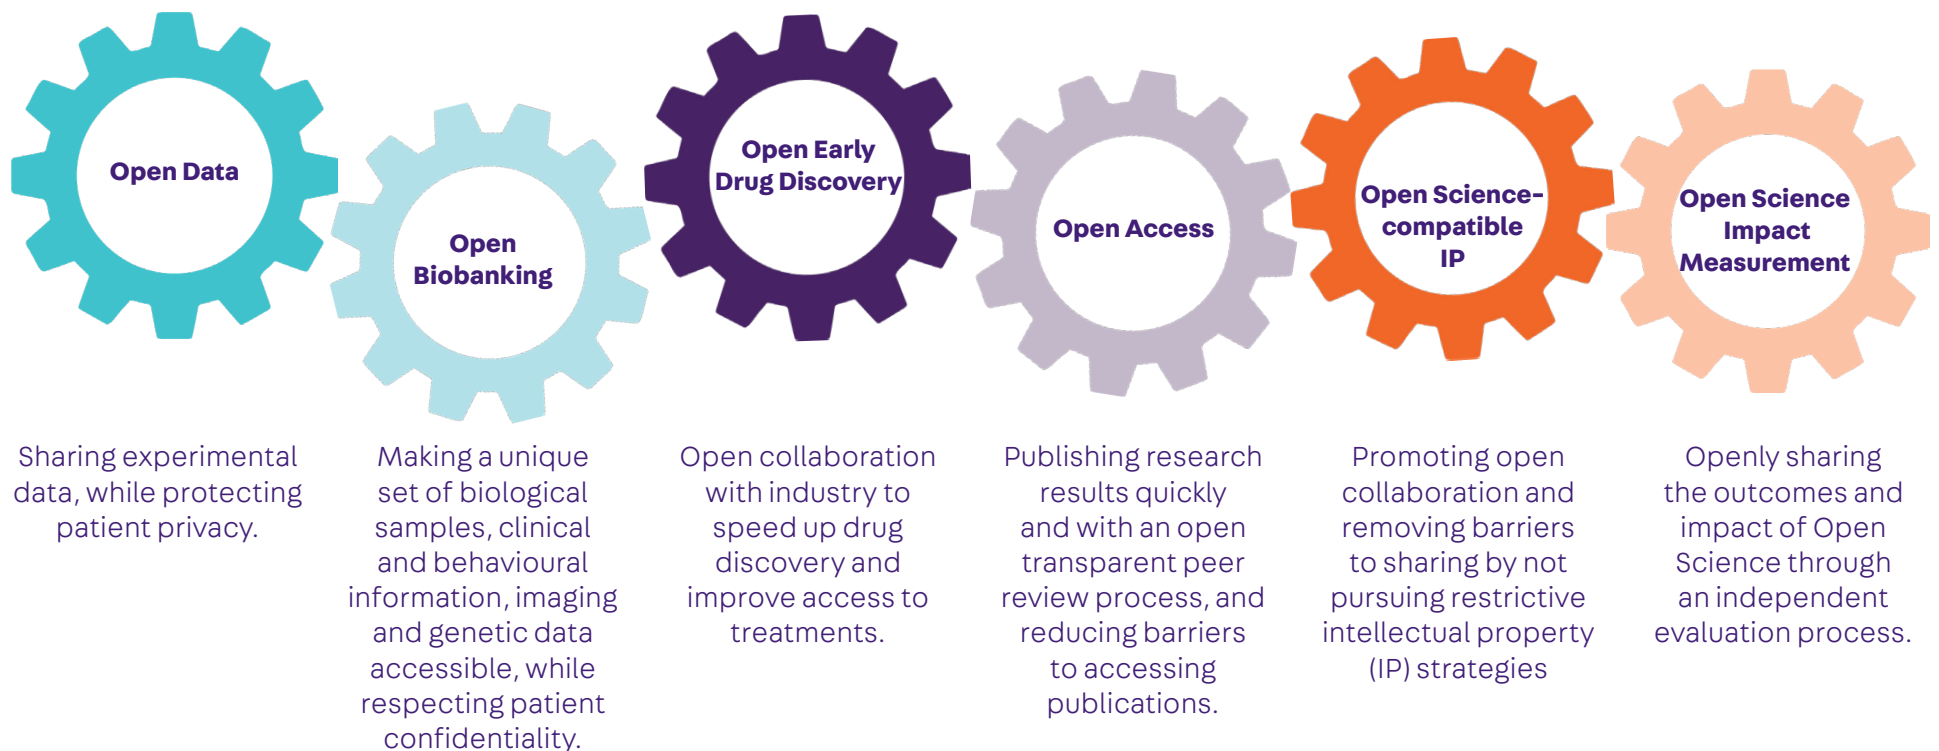 Open Data
Open
Biobanking
Open Early
Drug Discovery
Open Access
Open Science-
compatible
IP
Open Science
Impact
Measurement
Sharing experimental
data, while protecting
patient privacy.
Making a unique
set of biological
samples, clinical
and behavioural
information, imaging
and genetic data
accessible, while
respecting patient
confidentiality.
Open collaboration
with industry to
speed up drug
discovery and
improve access to
treatments.
Publishing research
results quickly
and with an open
transparent peer
review process, and
reducing barriers
to accessing
publications.
Promoting open
collaboration and
removing barriers
to sharing by not
pursuing restrictive
intellectual property
(IP) strategies
Openly sharing
the outcomes and
impact of Open
Science through
an independent
evaluation process.